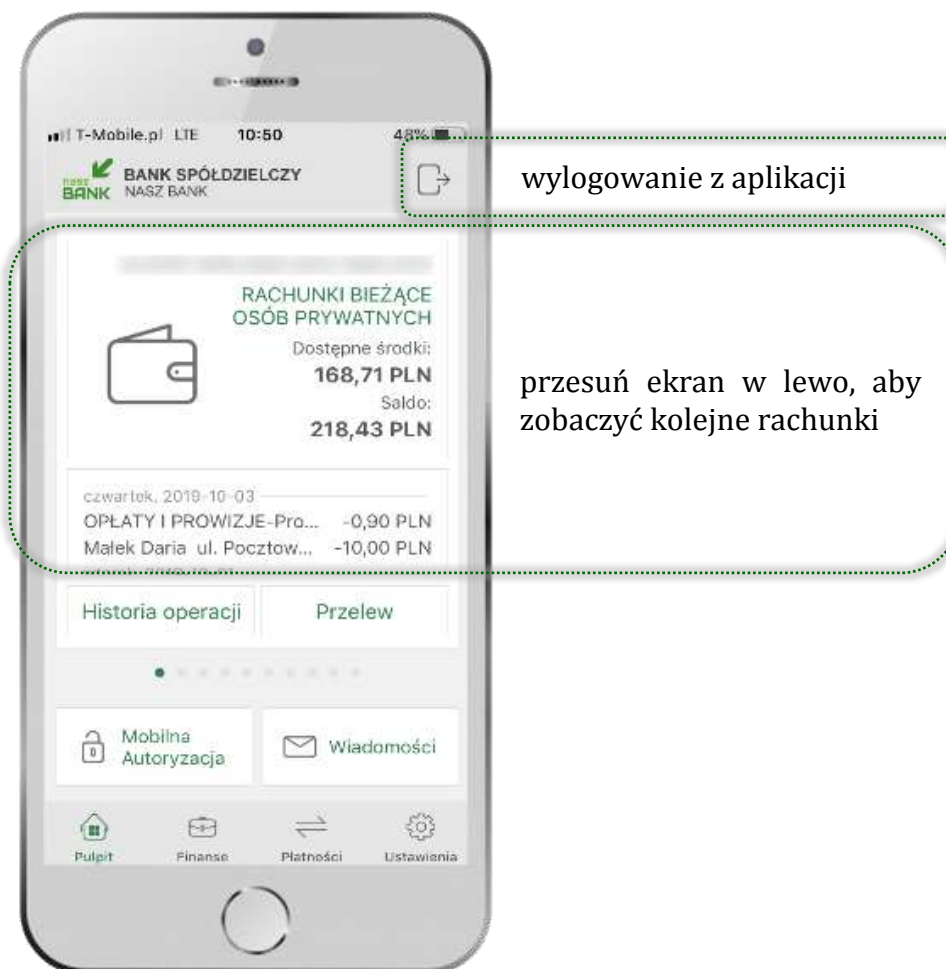 T-Mobile.pl LTE 10:50 48%
nasz BANK
BANK SPÓŁDZIELCZY
NASZ BANK
wylogowanie z aplikacji
RACHUNKI BIEŻĄCE
OSÓB PRYWATNYCH
Dostępne środki:
168,71 PLN
Saldo:
218,43 PLN
przesuń ekran w lewo, aby
zobaczyć kolejne rachunki
czwartek, 2019-10-03
OPŁATY I PROWIZJE-Pro... -0,90 PLN
Małek Daria ul. Pocztow... -10,00 PLN
Historia operacji Przelew
Mobilna
Autoryzacja
Wiadomości
Pulpit Finanse Płatności Ustawienia